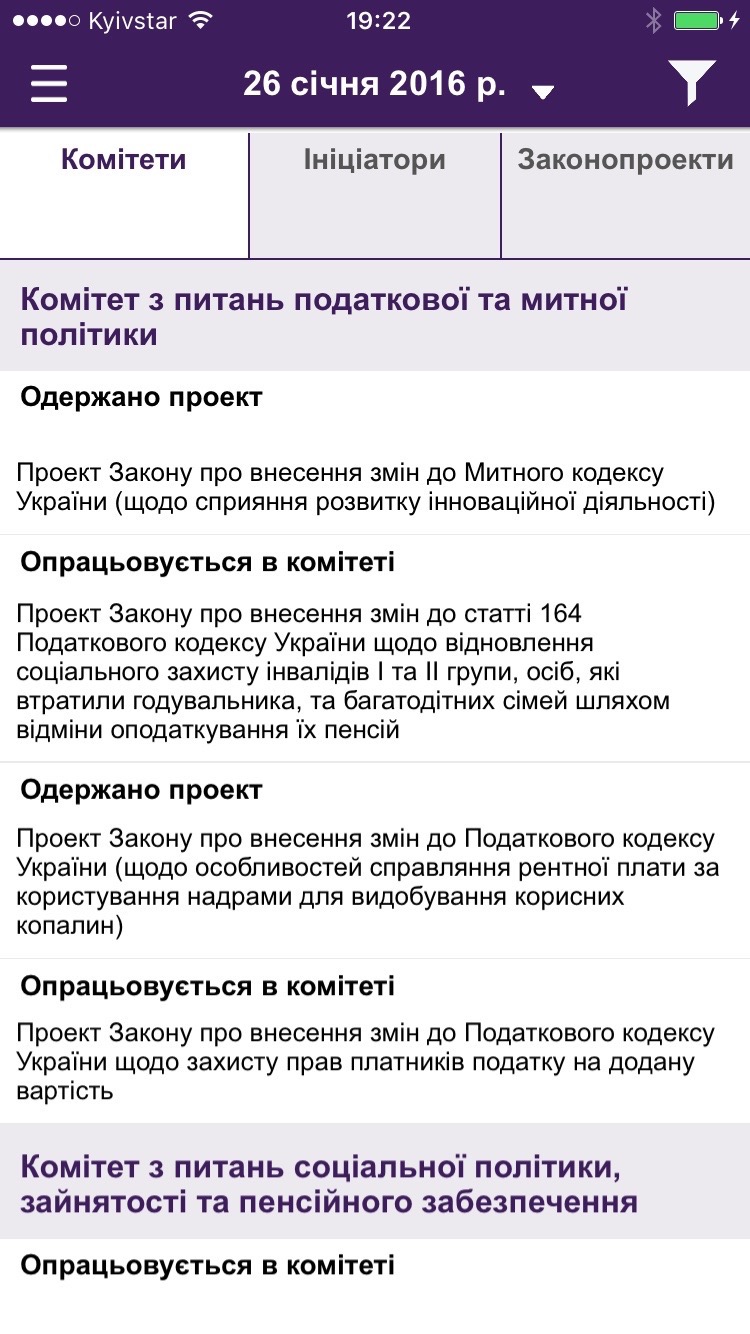 Kyivstar 19:22
26 січня 2016 р.
Комітети Ініціатори Законопроекти
Комітет з питань податкової та митної
політики
Одержано проект
Проект Закону про внесення змін до Митного кодексу
України (щодо сприяння розвитку інноваційної діяльності)
Опрацьовується в комітеті
Проект Закону про внесення змін до статті 164
Податкового кодексу України щодо відновлення
соціального захисту інвалідів І та ІІ групи, осіб, які
втратили годувальника, та багатодітних сімей шляхом
відміни оподаткування їх пенсій
Одержано проект
Проект Закону про внесення змін до Податкового кодексу
України (щодо особливостей справляння рентної плати за
користування надрами для видобування корисних
копалин)
Опрацьовується в комітеті
Проект Закону про внесення змін до Податкового кодексу
України щодо захисту прав платників податку на додану
вартість
Комітет з питань соціальної політики,
зайнятості та пенсійного забезпечення
Опрацьовується в комітеті